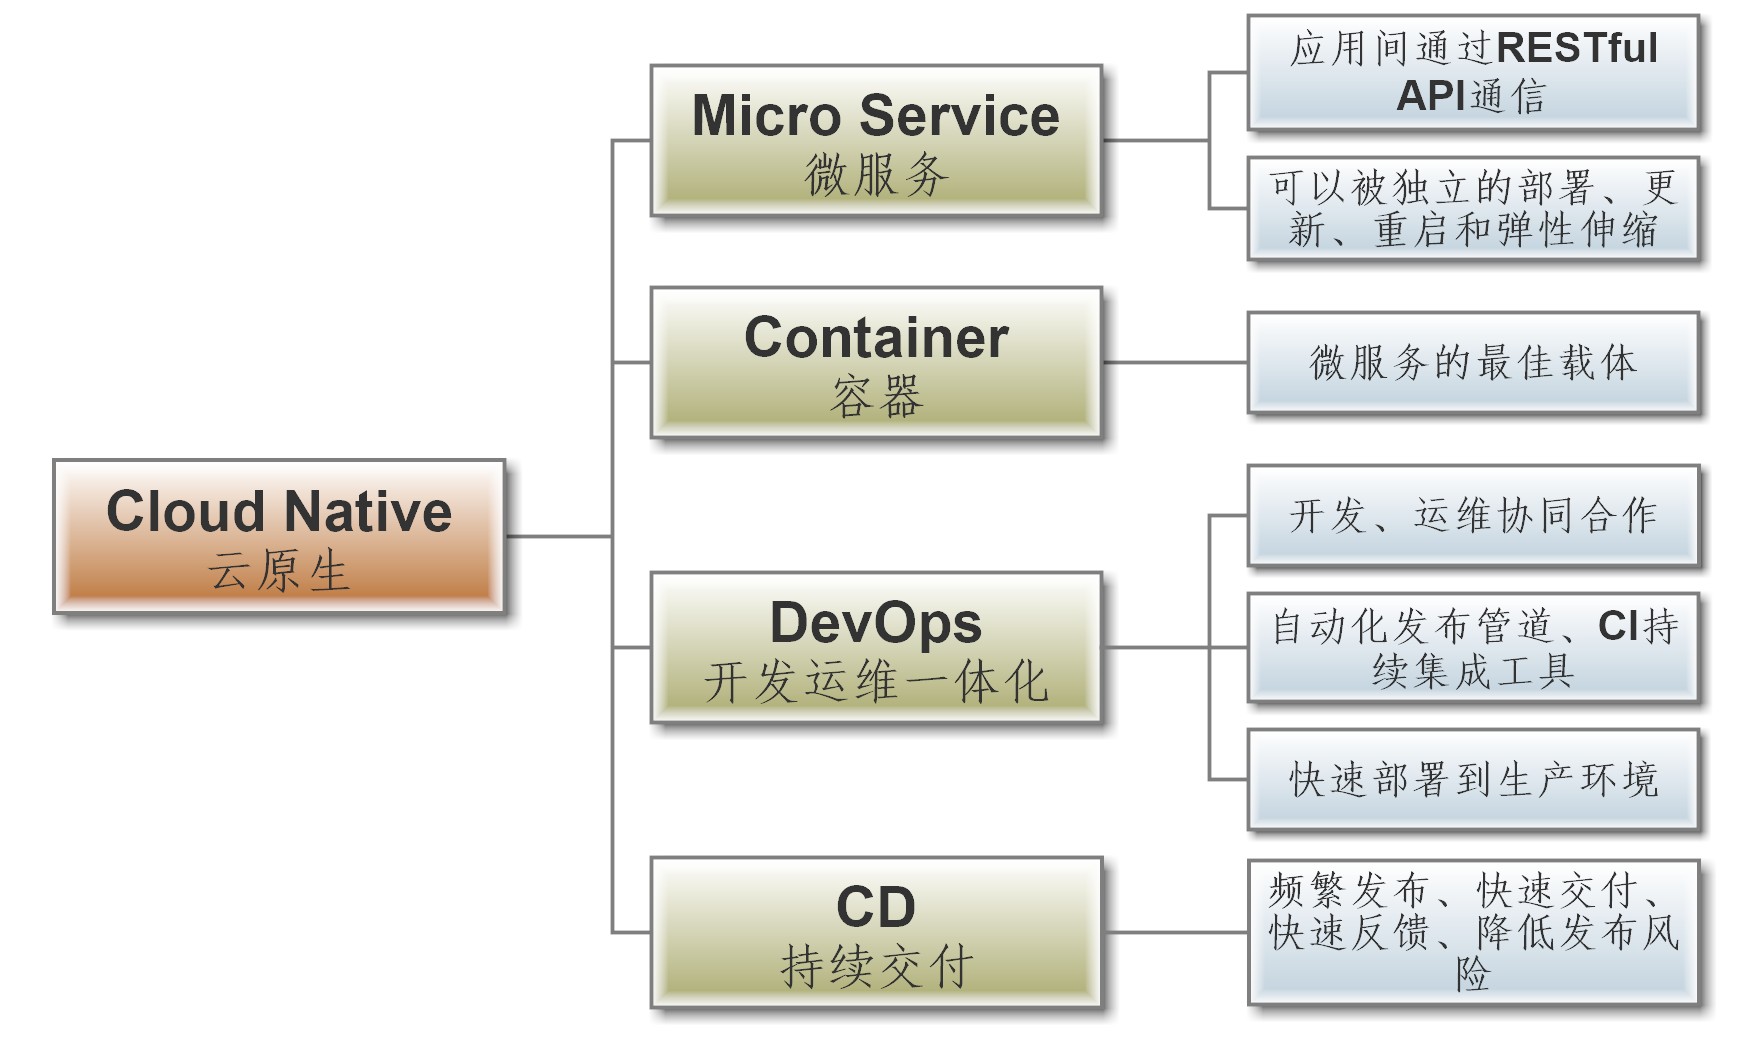 Cloud Native
云原生
Micro Service
微服务
应用间通过RESTful
API通信
可以被独立的部署、更
新、重启和弹性伸缩
Container
容器
微服务的最佳载体
DevOps
开发运维一体化
开发、运维协同合作
自动化发布管道、CI持
续集成工具
快速部署到生产环境
CD
持续交付
频繁发布、快速交付、
快速反馈、降低发布风
险